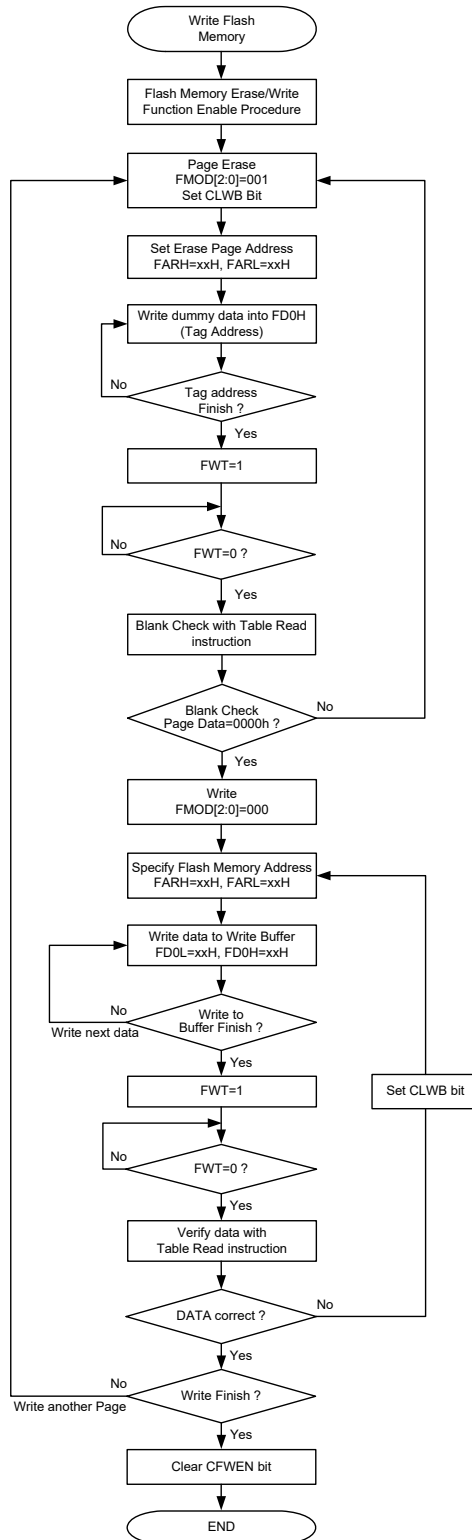 Write Flash
Memory
Flash Memory Erase/Write
Function Enable Procedure
Page Erase
FMOD[2:0]=001
Set CLWB Bit
Set Erase Page Address
FARH=xxH, FARL=xxH
Write dummy data into FD0H
(Tag Address)
No
Tag address
Finish ?
Yes
FWT=1
No
FWT=0 ?
Yes
Blank Check with Table Read
instruction
No
Blank Check
Page Data=0000h ?
Yes
Write
FMOD[2:0]=000
Specify Flash Memory Address
FARH=xxH, FARL=xxH
Write data to Write Buffer
FD0L=xxH, FD0H=xxH
No
Write next data
Write to
Buffer Finish ?
Yes
FWT=1
Set CLWB bit
No
FWT=0 ?
Yes
Verify data with
Table Read instruction
No
DATA correct ?
Yes
No
Write another Page
Write Finish ?
Yes
Clear CFWEN bit
END